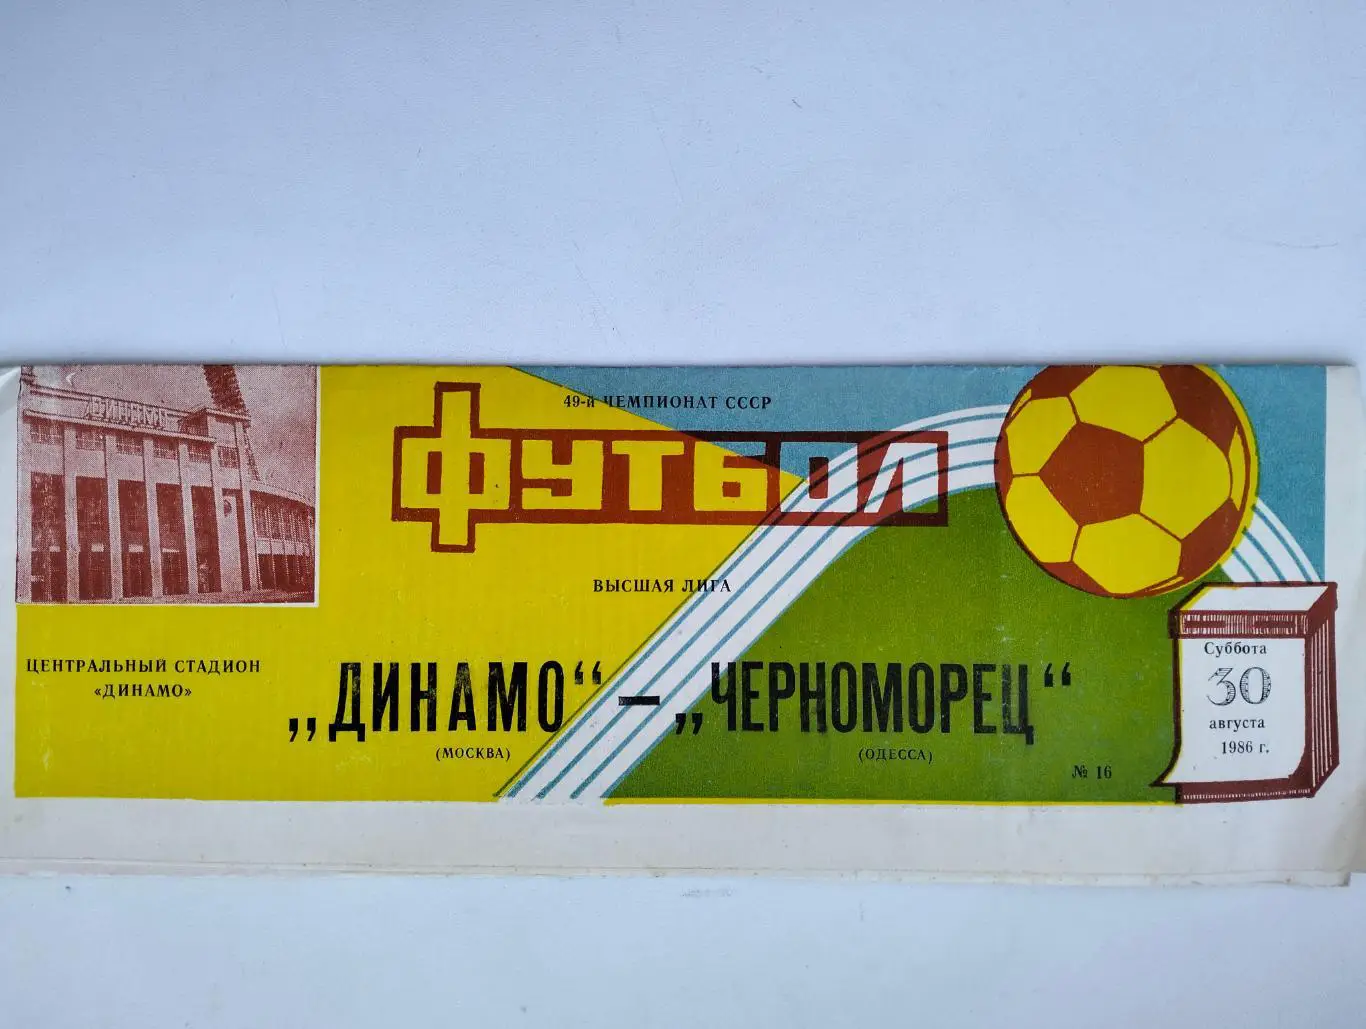 ДИНАМО
49-й ЧЕМПИОНАТ СССР
ФУТБОЛ
ВЫСШАЯ ЛИГА
ЦЕНТРАЛЬНЫЙ СТАДИОН
«ДИНАМО»
„ДИНАМО“ — „ЧЕРНОМОРЕЦ“
(МОСКВА) (ОДЕССА)
№ 16
Суббота
30
августа
1986 г.